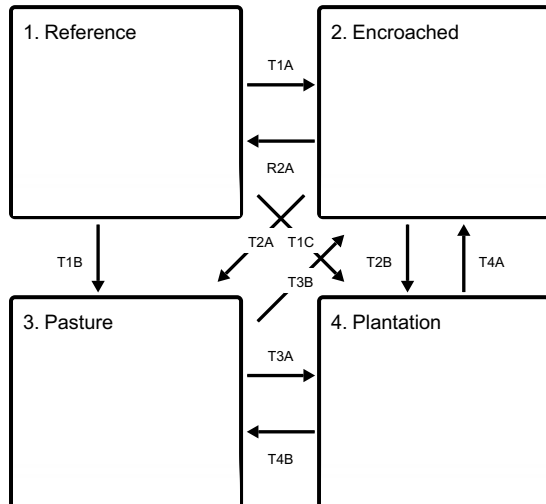 1. Reference
2. Encroached
T1A
R2A
T1B
T2A
T1C
T3B
T2B
T4A
3. Pasture
4. Plantation
T3A
T4B